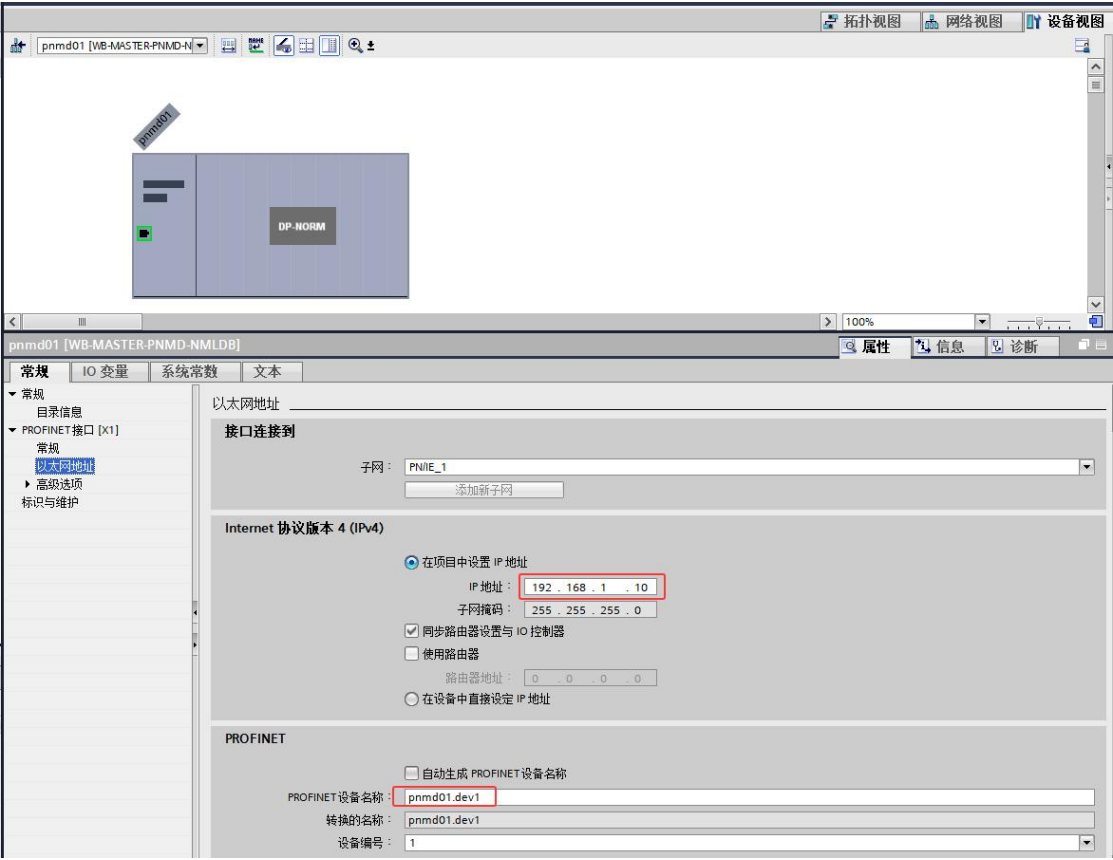 拓扑视图 网络视图 设备视图
pnmd01 [WB-MASTER-PNMD-N
pnmd01
DP-NORM
100%
pnmd01 [WB-MASTER-PNMD-NMLDB]
属性 信息 诊断
常规 IO 变量 系统常数 文本
常规
目录信息
PROFINET接口 [X1]
常规
以太网地址
高级选项
标识与维护
以太网地址
接口连接到
子网： PN/IE_1
添加新子网
Internet 协议版本 4 (IPv4)
在项目中设置 IP 地址
IP 地址： 192 . 168 . 1 . 10
子网掩码： 255 . 255 . 255 . 0
同步路由器设置与 IO 控制器
使用路由器
路由器地址： 0 . 0 . 0 . 0
在设备中直接设定 IP 地址
PROFINET
自动生成 PROFINET 设备名称
PROFINET 设备名称： pnmd01.dev1
转换的名称： pnmd01.dev1
设备编号： 1